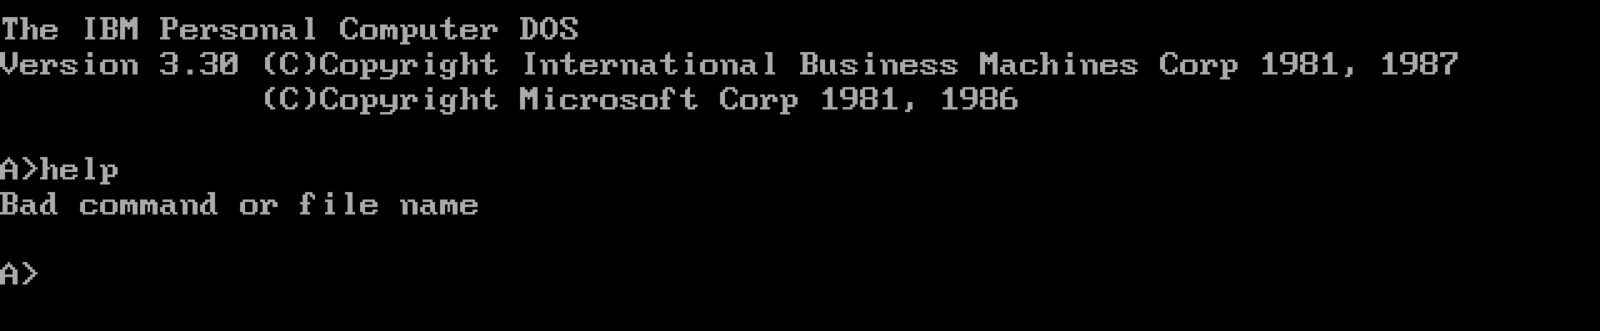 The IBM Personal Computer DOS
Version 3.30 (C)Copyright International Business Machines Corp 1981, 1987
             (C)Copyright Microsoft Corp 1981, 1986

A>help
Bad command or file name

A>